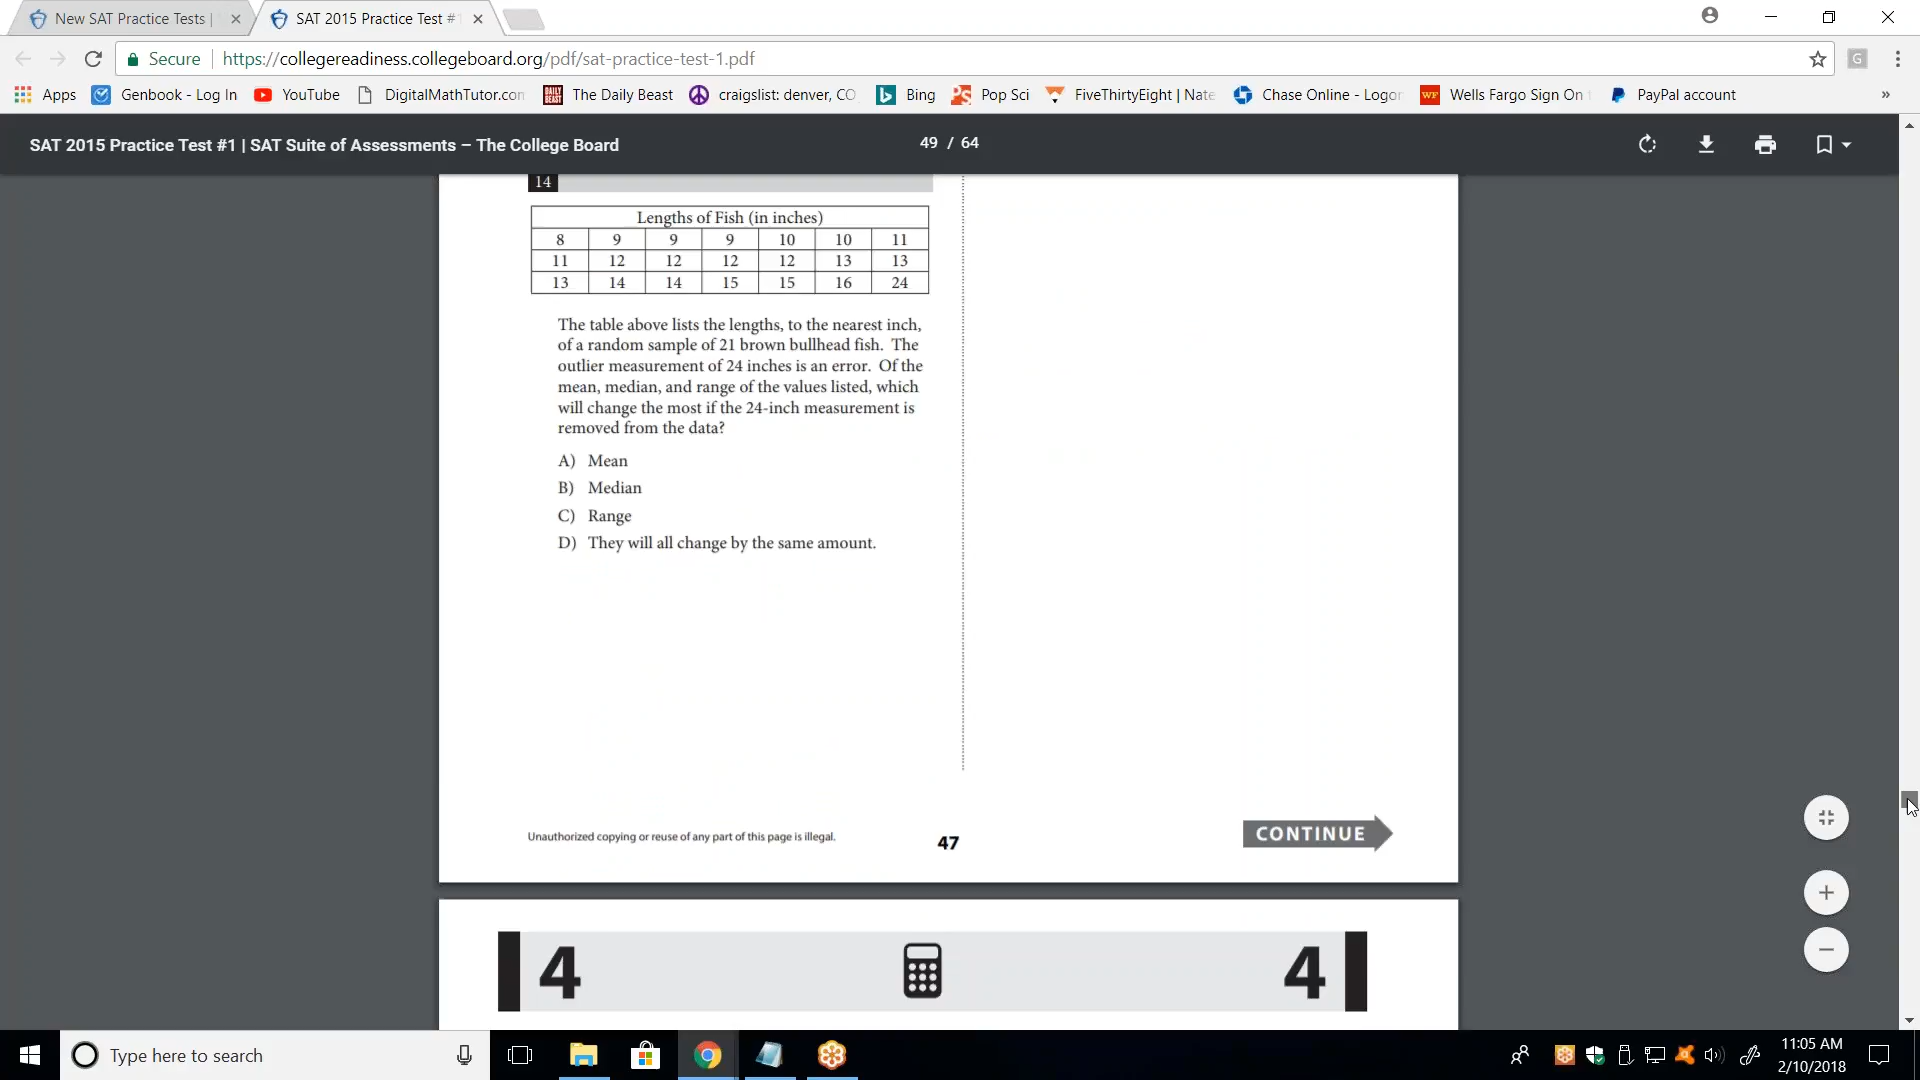 New SAT Practice Tests |
SAT 2015 Practice Test #
Secure
https://collegereadiness.collegeboard.org/pdf/sat-practice-test-1.pdf
G
Apps
Genbook - Log In
YouTube
DigitalMathTutor.con
The Daily Beast
craigslist: denver, CO
Bing
Pop Sci
FiveThirtyEight | Nate
Chase Online - Logor
Wells Fargo Sign On
PayPal account
»
SAT 2015 Practice Test #1 | SAT Suite of Assessments – The College Board
49 / 64
14
Lengths of Fish (in inches)
8 9 9 9 10 10 11
11 12 12 12 12 13 13
13 14 14 15 15 16 24
The table above lists the lengths, to the nearest inch,
of a random sample of 21 brown bullhead fish. The
outlier measurement of 24 inches is an error. Of the
mean, median, and range of the values listed, which
will change the most if the 24-inch measurement is
removed from the data?
A) Mean
B) Median
C) Range
D) They will all change by the same amount.
Unauthorized copying or reuse of any part of this page is illegal.
47
CONTINUE
4
4
Type here to search
11:05 AM
2/10/2018